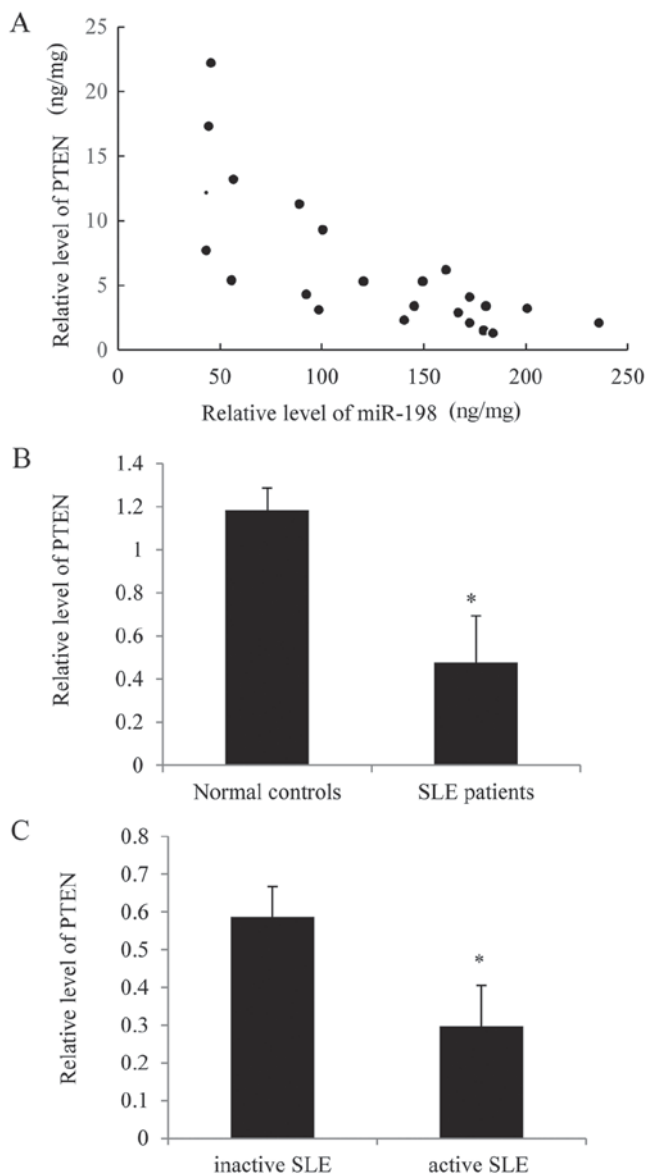 A
Relative level of PTEN (ng/mg)
25
20
15
10
5
0
0 50 100 150 200 250
Relative level of miR-198 (ng/mg)
B
Relative level of PTEN
1.4
1.2
1
0.8
0.6
0.4
0.2
0
*
Normal controls SLE patients
C
Relative level of PTEN
0.8
0.7
0.6
0.5
0.4
0.3
0.2
0.1
0
*
inactive SLE active SLE